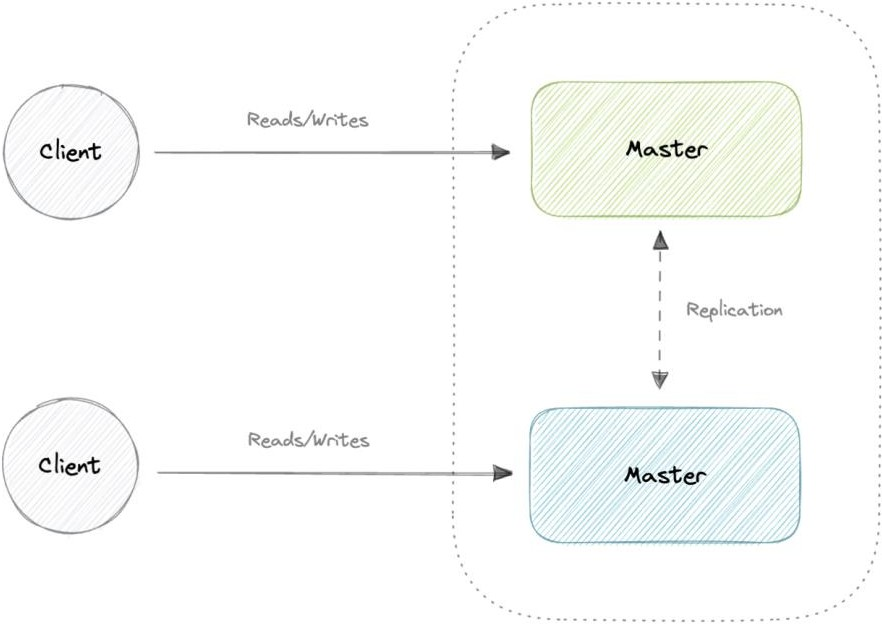 Reads/Writes
Client
Master
Replication
Reads/Writes
Client
Master